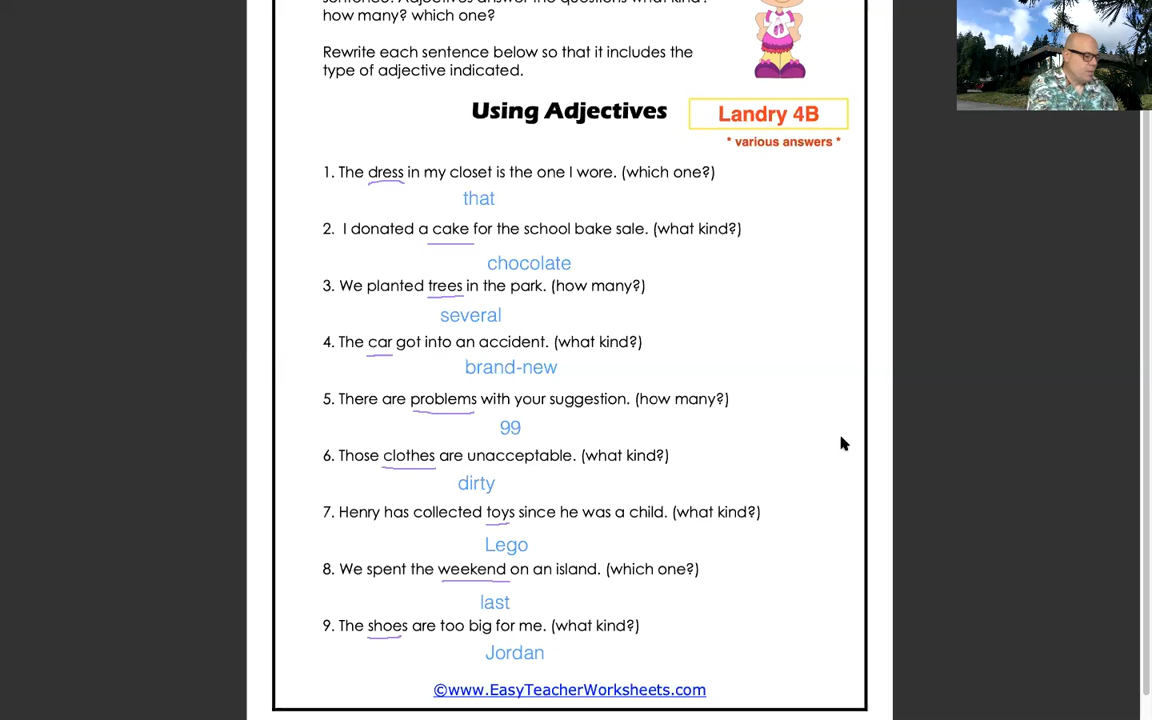 how many? which one?
Rewrite each sentence below so that it includes the
type of adjective indicated.
Using Adjectives
Landry 4B
* various answers *
1. The dress in my closet is the one I wore. (which one?)
that
2. I donated a cake for the school bake sale. (what kind?)
chocolate
3. We planted trees in the park. (how many?)
several
4. The car got into an accident. (what kind?)
brand-new
5. There are problems with your suggestion. (how many?)
99
6. Those clothes are unacceptable. (what kind?)
dirty
7. Henry has collected toys since he was a child. (what kind?)
Lego
8. We spent the weekend on an island. (which one?)
last
9. The shoes are too big for me. (what kind?)
Jordan
©www.EasyTeacherWorksheets.com